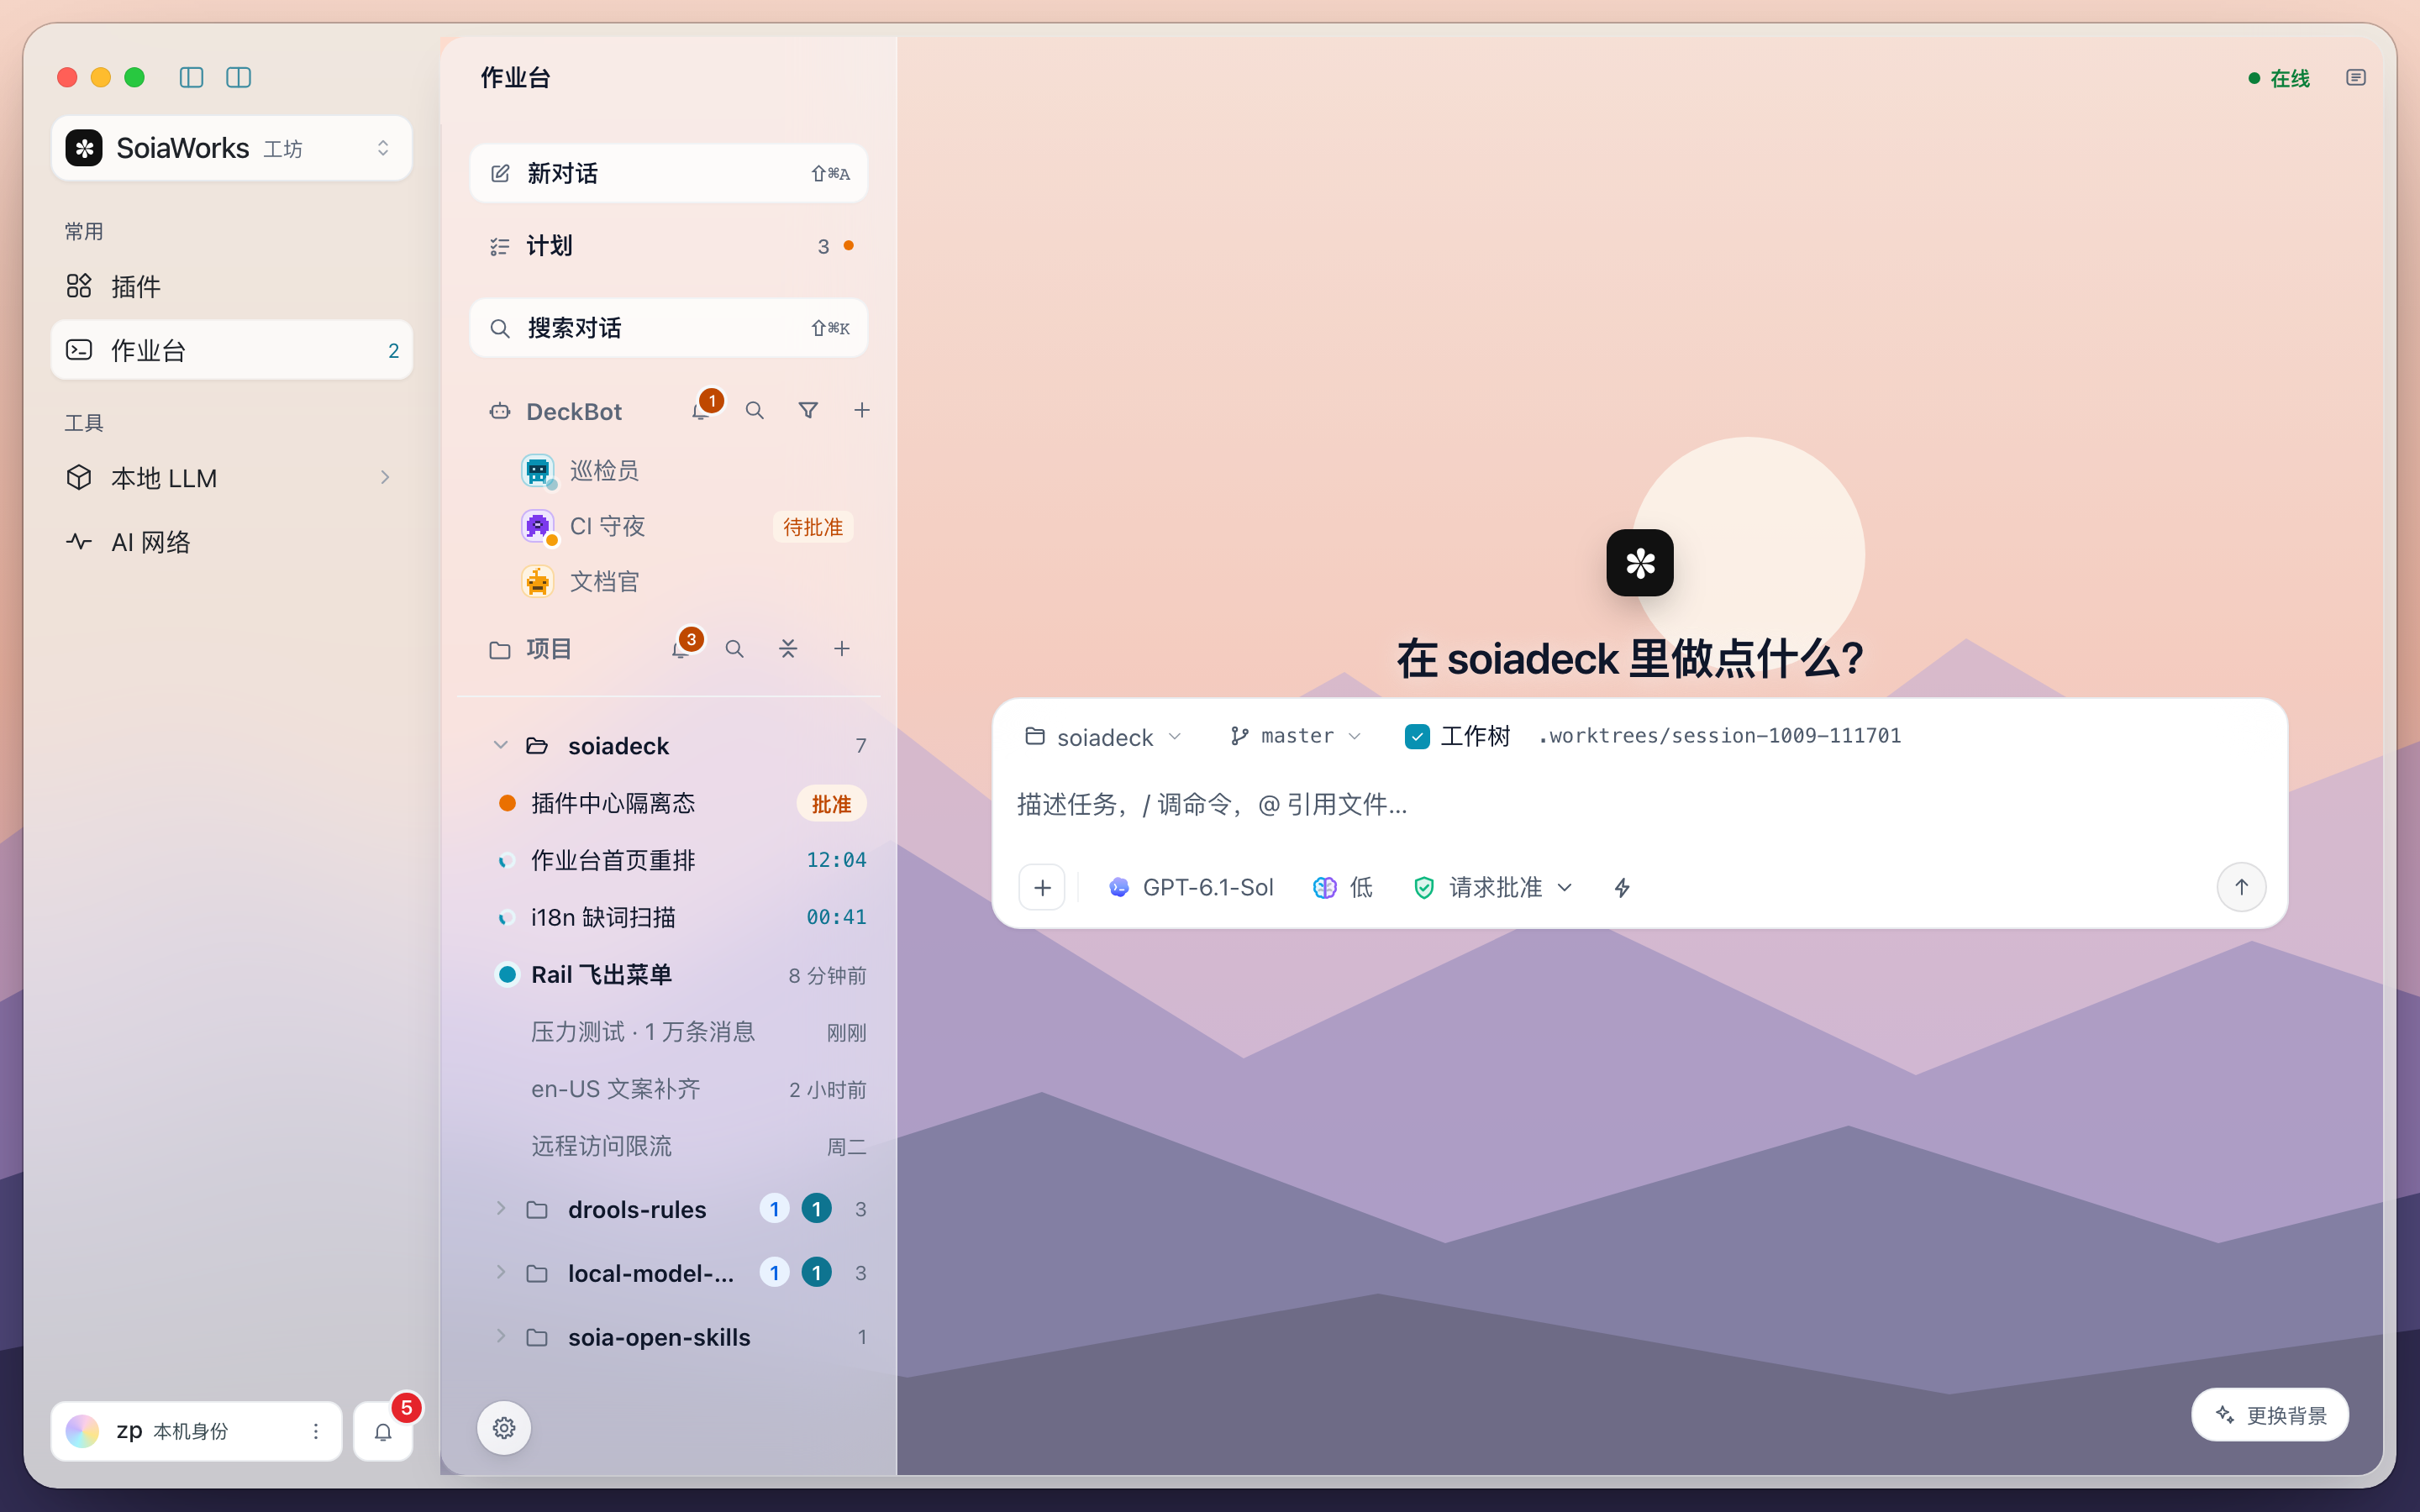 SoiaWorks 工坊
常用
插件
作业台 2
工具
本地 LLM
AI 网络
zp 本机身份
5
作业台
新对话 ⇧⌘A
计划 3
搜索对话 ⇧⌘K
DeckBot 1
巡检员
CI 守夜 待批准
文档官
项目 3
soiadeck 7
插件中心隔离态 批准
作业台首页重排 12:04
i18n 缺词扫描 00:41
Rail 飞出菜单 8 分钟前
压力测试 · 1 万条消息 刚刚
en-US 文案补齐 2 小时前
远程访问限流 周二
drools-rules 1 1 3
local-model-... 1 1 3
soia-open-skills 1
在线
在 soiadeck 里做点什么?
soiadeck master 工作树 .worktrees/session-1009-111701
描述任务，/ 调命令，@ 引用文件...
GPT-6.1-Sol 低 请求批准
更换背景